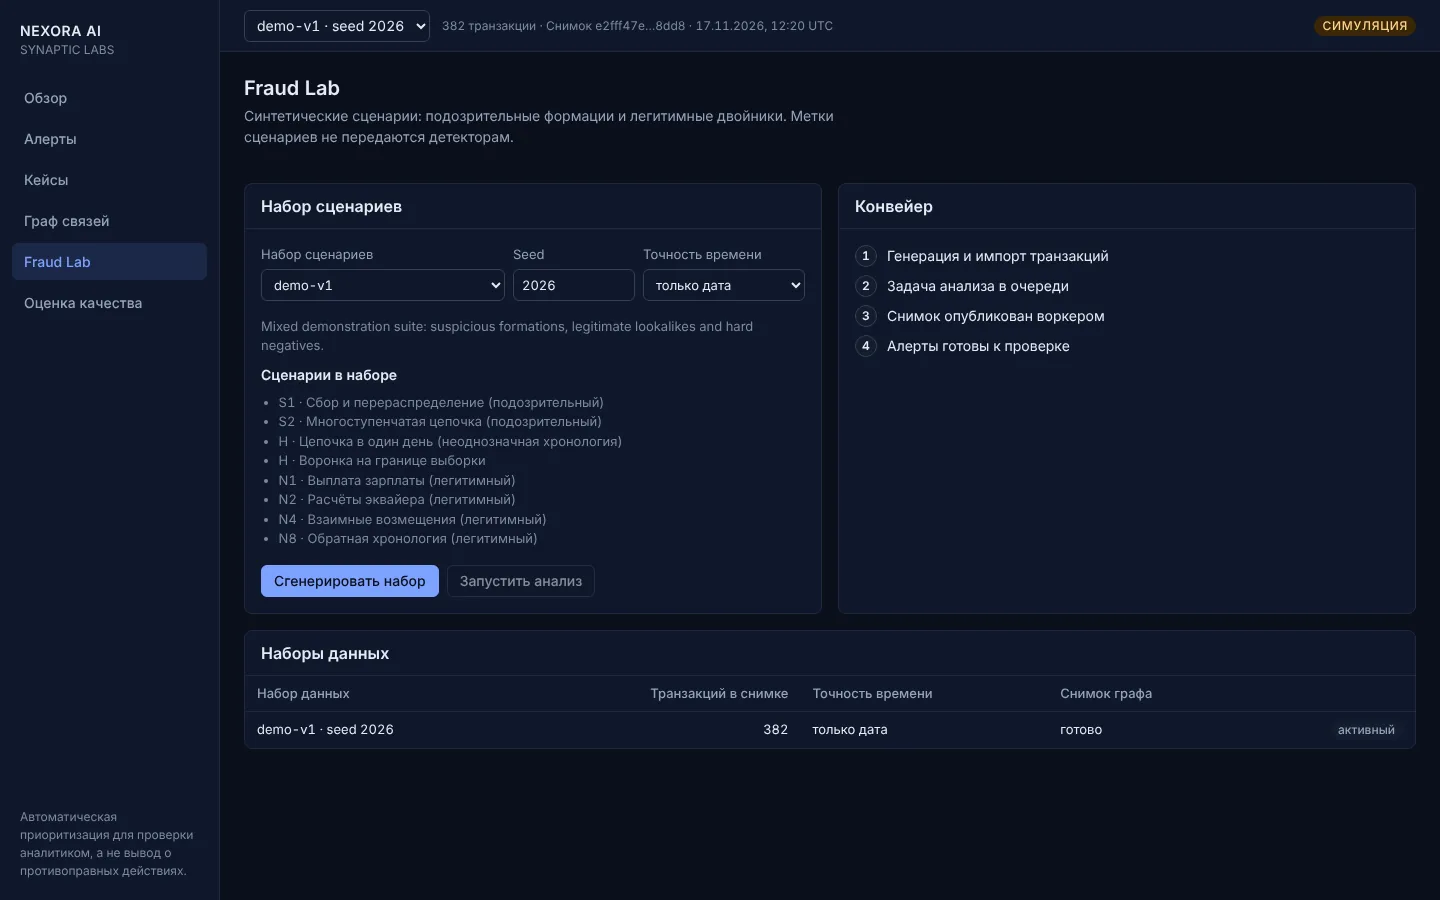 NEXORA AI
SYNAPTIC LABS
Обзор
Алерты
Кейсы
Граф связей
Fraud Lab
Оценка качества
Автоматическая
приоритизация для проверки
аналитиком, а не вывод о
противоправных действиях.
demo-v1 · seed 2026
382 транзакции · Снимок e2fff47e…8dd8 · 17.11.2026, 12:20 UTC
СИМУЛЯЦИЯ
Fraud Lab
Синтетические сценарии: подозрительные формации и легитимные двойники. Метки
сценариев не передаются детекторам.
Набор сценариев
Набор сценариев
Seed
Точность времени
demo-v1
2026
только дата
Mixed demonstration suite: suspicious formations, legitimate lookalikes and hard
negatives.
Сценарии в наборе
• S1 · Сбор и перераспределение (подозрительный)
• S2 · Многоступенчатая цепочка (подозрительный)
• H · Цепочка в один день (неоднозначная хронология)
• H · Воронка на границе выборки
• N1 · Выплата зарплаты (легитимный)
• N2 · Расчёты эквайера (легитимный)
• N4 · Взаимные возмещения (легитимный)
• N8 · Обратная хронология (легитимный)
Сгенерировать набор
Запустить анализ
Конвейер
1 Генерация и импорт транзакций
2 Задача анализа в очереди
3 Снимок опубликован воркером
4 Алерты готовы к проверке
Наборы данных
Набор данных Транзакций в снимке Точность времени Снимок графа
demo-v1 · seed 2026 382 только дата готово активный